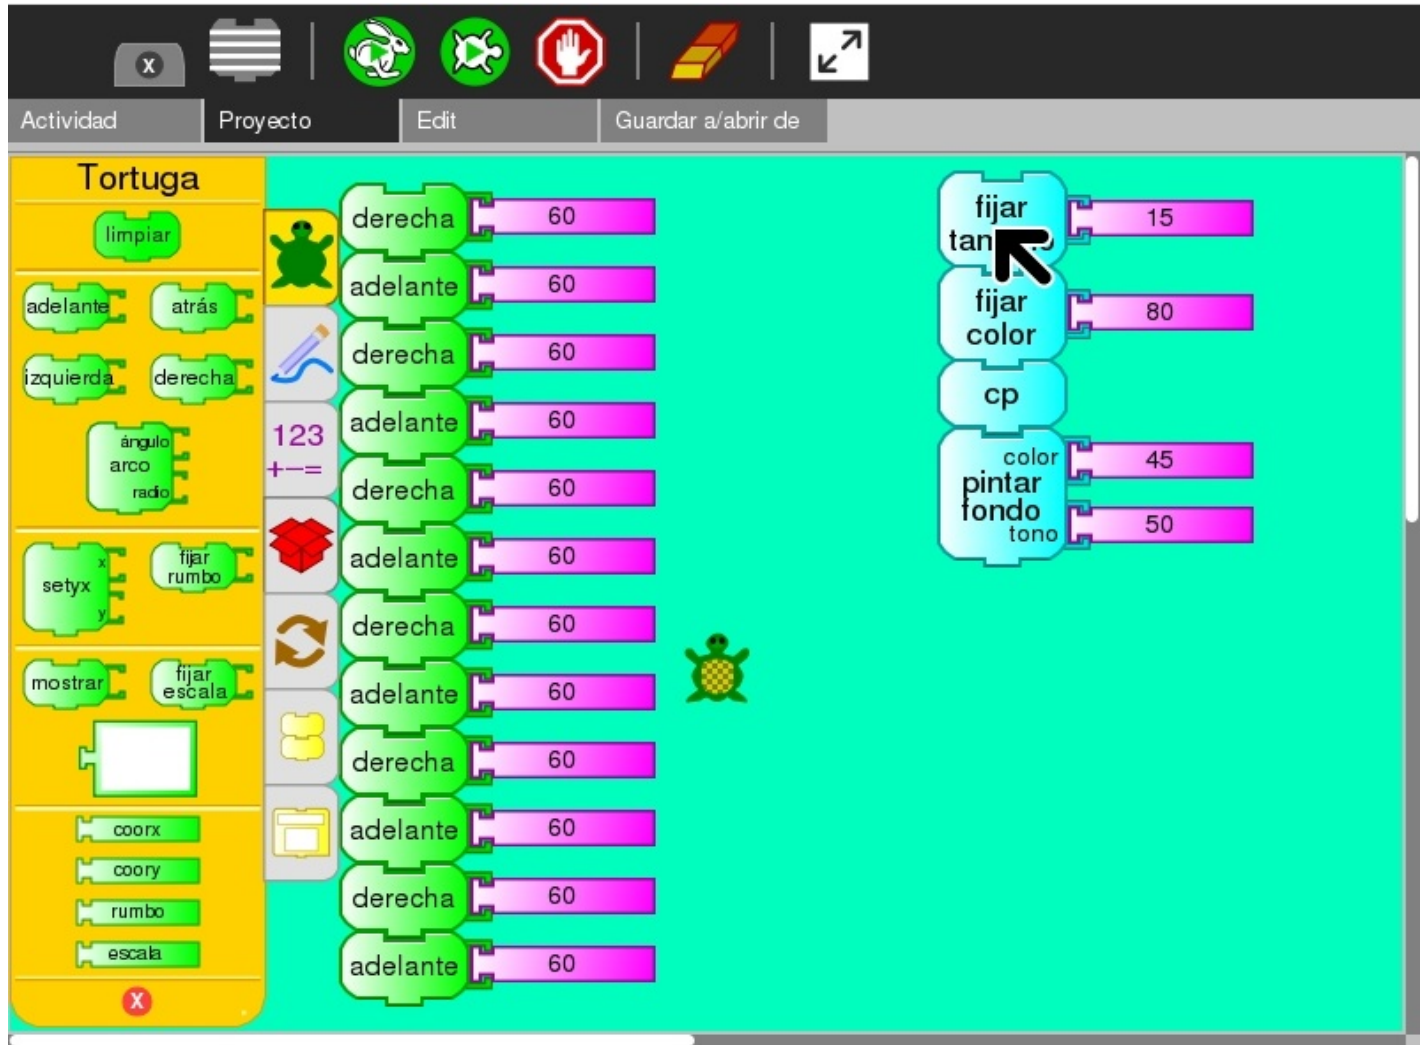 x
Actividad
Proyecto
Edit
Guardar a/abrir de
Tortuga
limpiar
adelante
atrás
izquierda
derecha
ángulo
arco
radio
setyx
x
y
fijar
rumbo
mostrar
fijar
escala
coorx
coory
rumbo
escala
X
123
+−=
derecha 60
adelante 60
derecha 60
adelante 60
derecha 60
adelante 60
derecha 60
adelante 60
derecha 60
adelante 60
derecha 60
adelante 60
fijar
15
fijar
color
80
cp
color
45
pintar
fondo
tono
50